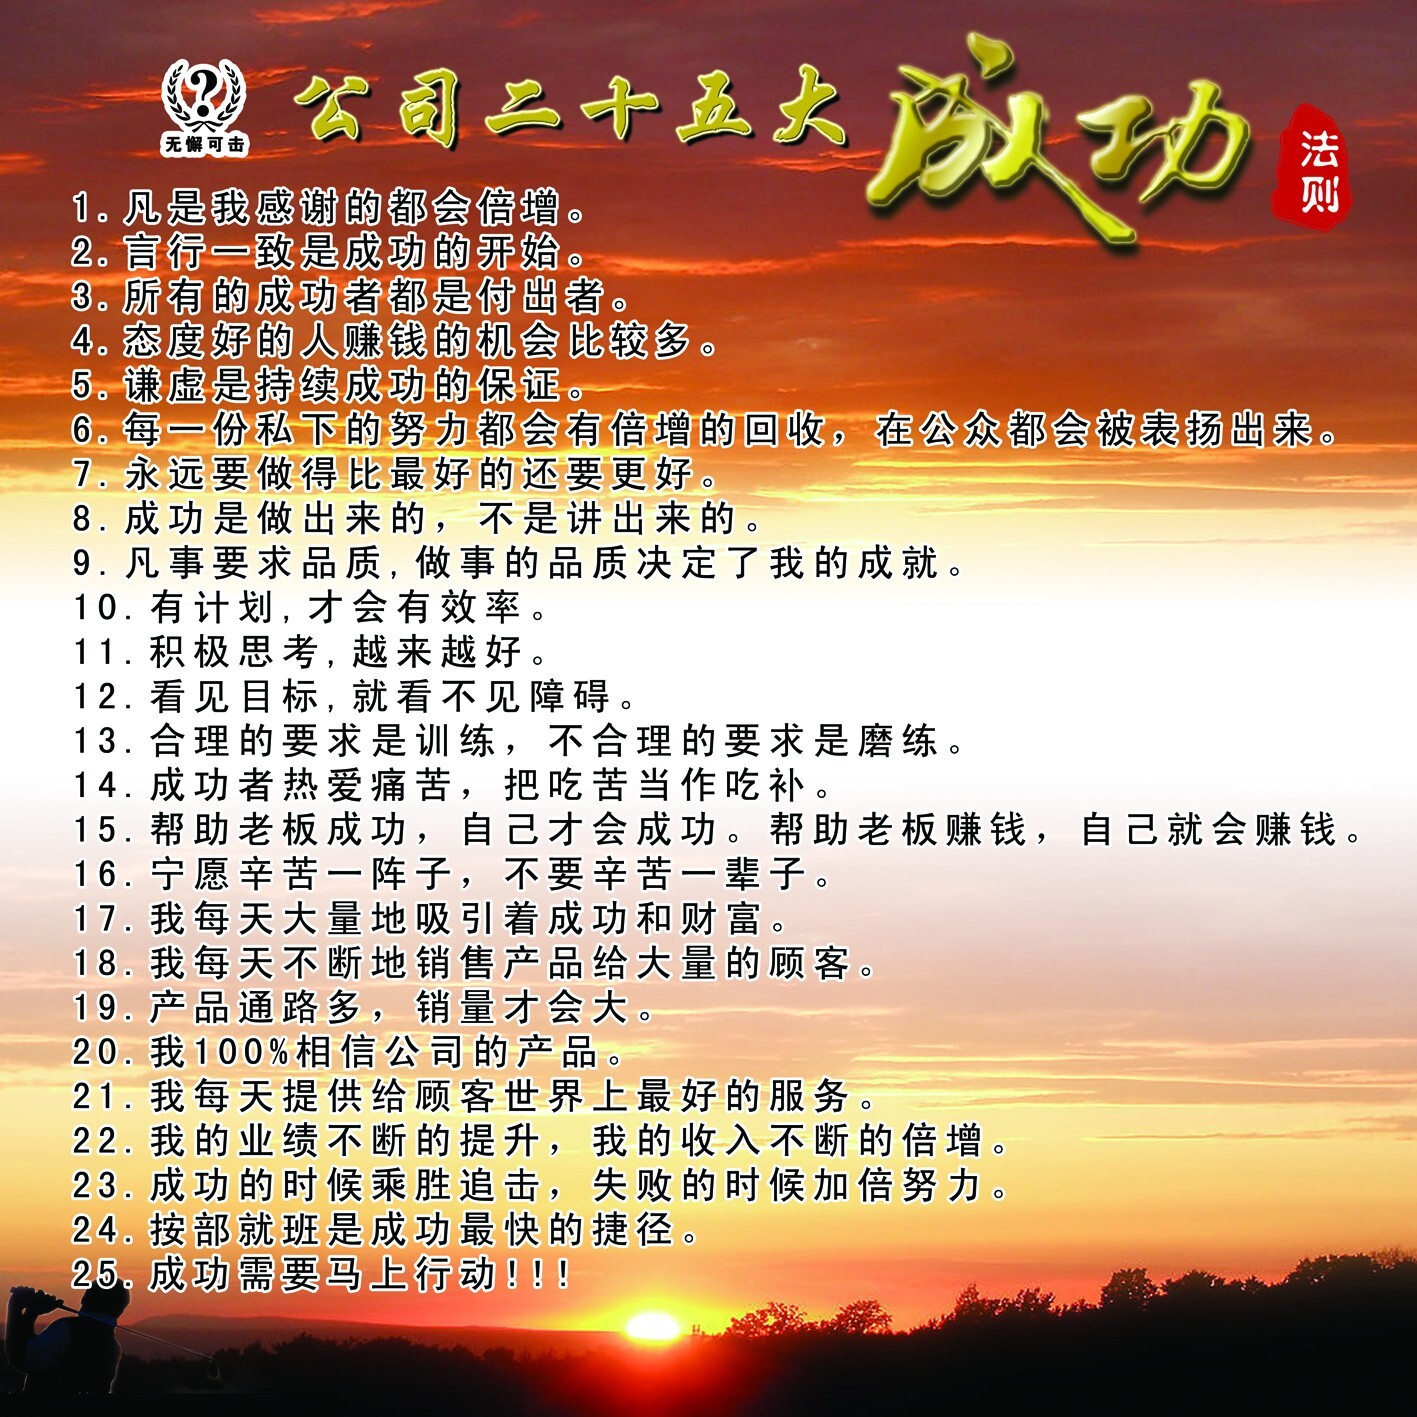 无懈可击
公司二十五大成功法则
1.凡是我感谢的都会倍增。
2.言行一致是成功的开始。
3.所有的成功者都是付出者。
4.态度好的人赚钱的机会比较多。
5.谦虚是持续成功的保证。
6.每一份私下的努力都会有倍增的回收，在公众都会被表扬出来。
7.永远要做得比最好的还要更好。
8.成功是做出来的，不是讲出来的。
9.凡事要求品质,做事的品质决定了我的成就。
10.有计划,才会有效率。
11.积极思考,越来越好。
12.看见目标,就看不见障碍。
13.合理的要求是训练，不合理的要求是磨练。
14.成功者热爱痛苦，把吃苦当作吃补。
15.帮助老板成功，自己才会成功。帮助老板赚钱，自己就会赚钱。
16.宁愿辛苦一阵子，不要辛苦一辈子。
17.我每天大量地吸引着成功和财富。
18.我每天不断地销售产品给大量的顾客。
19.产品通路多，销量才会大。
20.我100%相信公司的产品。
21.我每天提供给顾客世界上最好的服务。
22.我的业绩不断的提升，我的收入不断的倍增。
23.成功的时候乘胜追击，失败的时候加倍努力。
24.按部就班是成功最快的捷径。
25.成功需要马上行动!!!